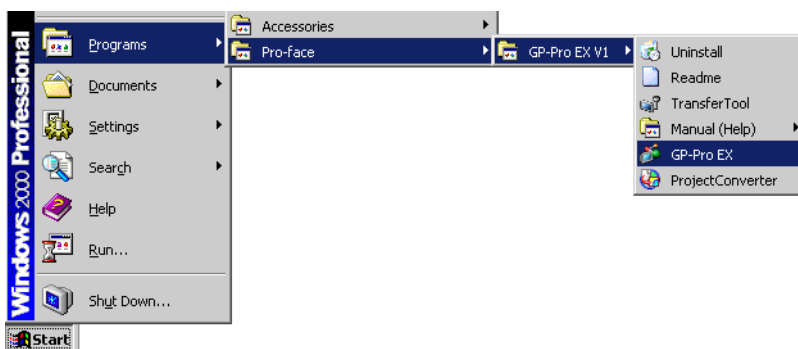 Windows 2000 Professional
Programs
Documents
Settings
Search
Help
Run...
Shut Down...
Start
Accessories
Pro-face
GP-Pro EX V1
Uninstall
Readme
TransferTool
Manual (Help)
GP-Pro EX
ProjectConverter